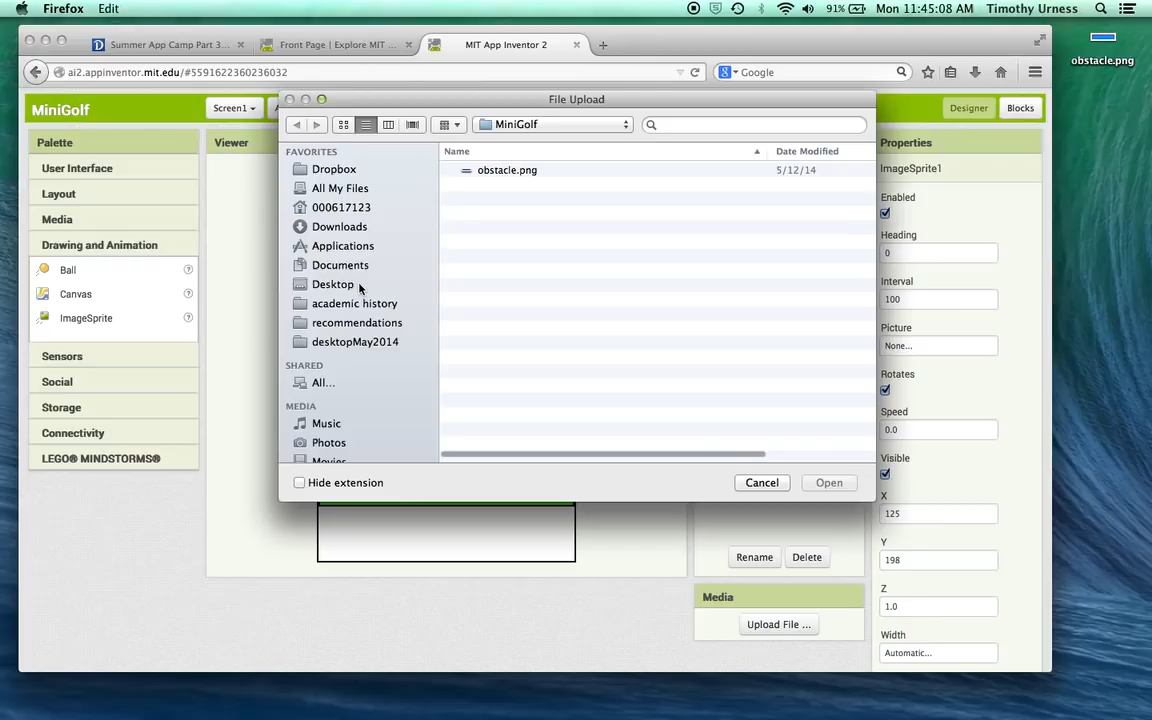 Firefox Edit 91% Mon 11:45:08 AM Timothy Urness
Summer App Camp Part 3... Front Page | Explore MIT ... MIT App Inventor 2
ai2.appinventor.mit.edu/#5591622360236032 Google
obstacle.png
MiniGolf Screen1 Designer Blocks
File Upload
MiniGolf
Palette
User Interface
Layout
Media
Drawing and Animation
Ball
Canvas
ImageSprite
Sensors
Social
Storage
Connectivity
LEGO® MINDSTORMS®
Viewer
FAVORITES
Dropbox
All My Files
000617123
Downloads
Applications
Documents
Desktop
academic history
recommendations
desktopMay2014
SHARED
All...
MEDIA
Music
Photos
Movies
Name Date Modified
obstacle.png 5/12/14
Hide extension Cancel Open
Rename Delete
Media
Upload File ...
Properties
ImageSprite1
Enabled
Heading
0
Interval
100
Picture
None...
Rotates
Speed
0.0
Visible
X
125
Y
198
Z
1.0
Width
Automatic...